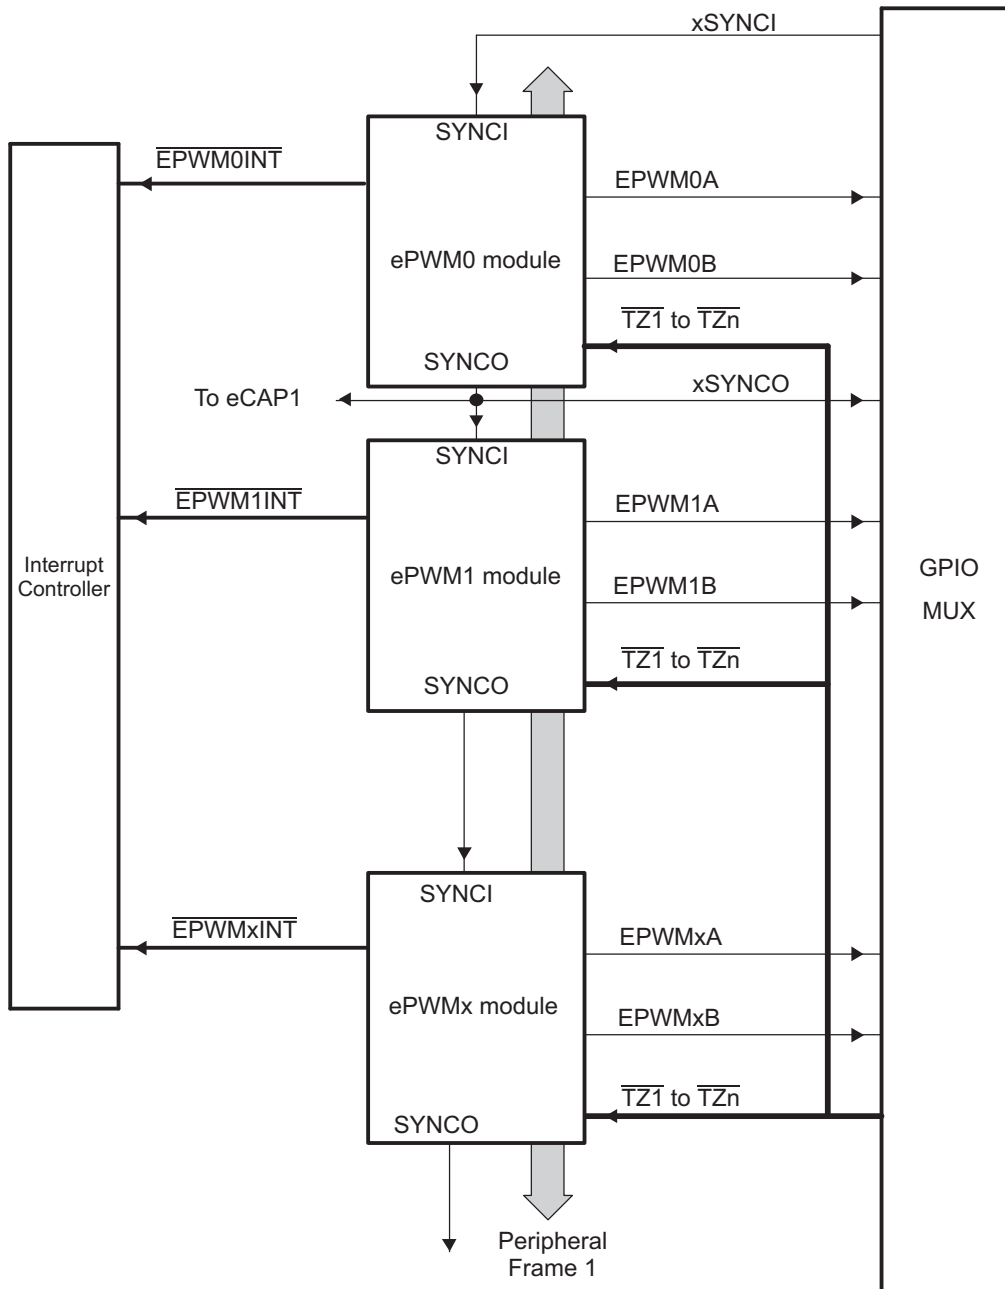 xSYNCI
SYNCI
EPWM0INT
EPWM0A
ePWM0 module
EPWM0B
TZ1 to TZn
SYNCO
To eCAP1
xSYNCO
SYNCI
EPWM1INT
EPWM1A
Interrupt
Controller
ePWM1 module
EPWM1B
GPIO
MUX
TZ1 to TZn
SYNCO
SYNCI
EPWMxINT
EPWMxA
ePWMx module
EPWMxB
TZ1 to TZn
SYNCO
Peripheral
Frame 1